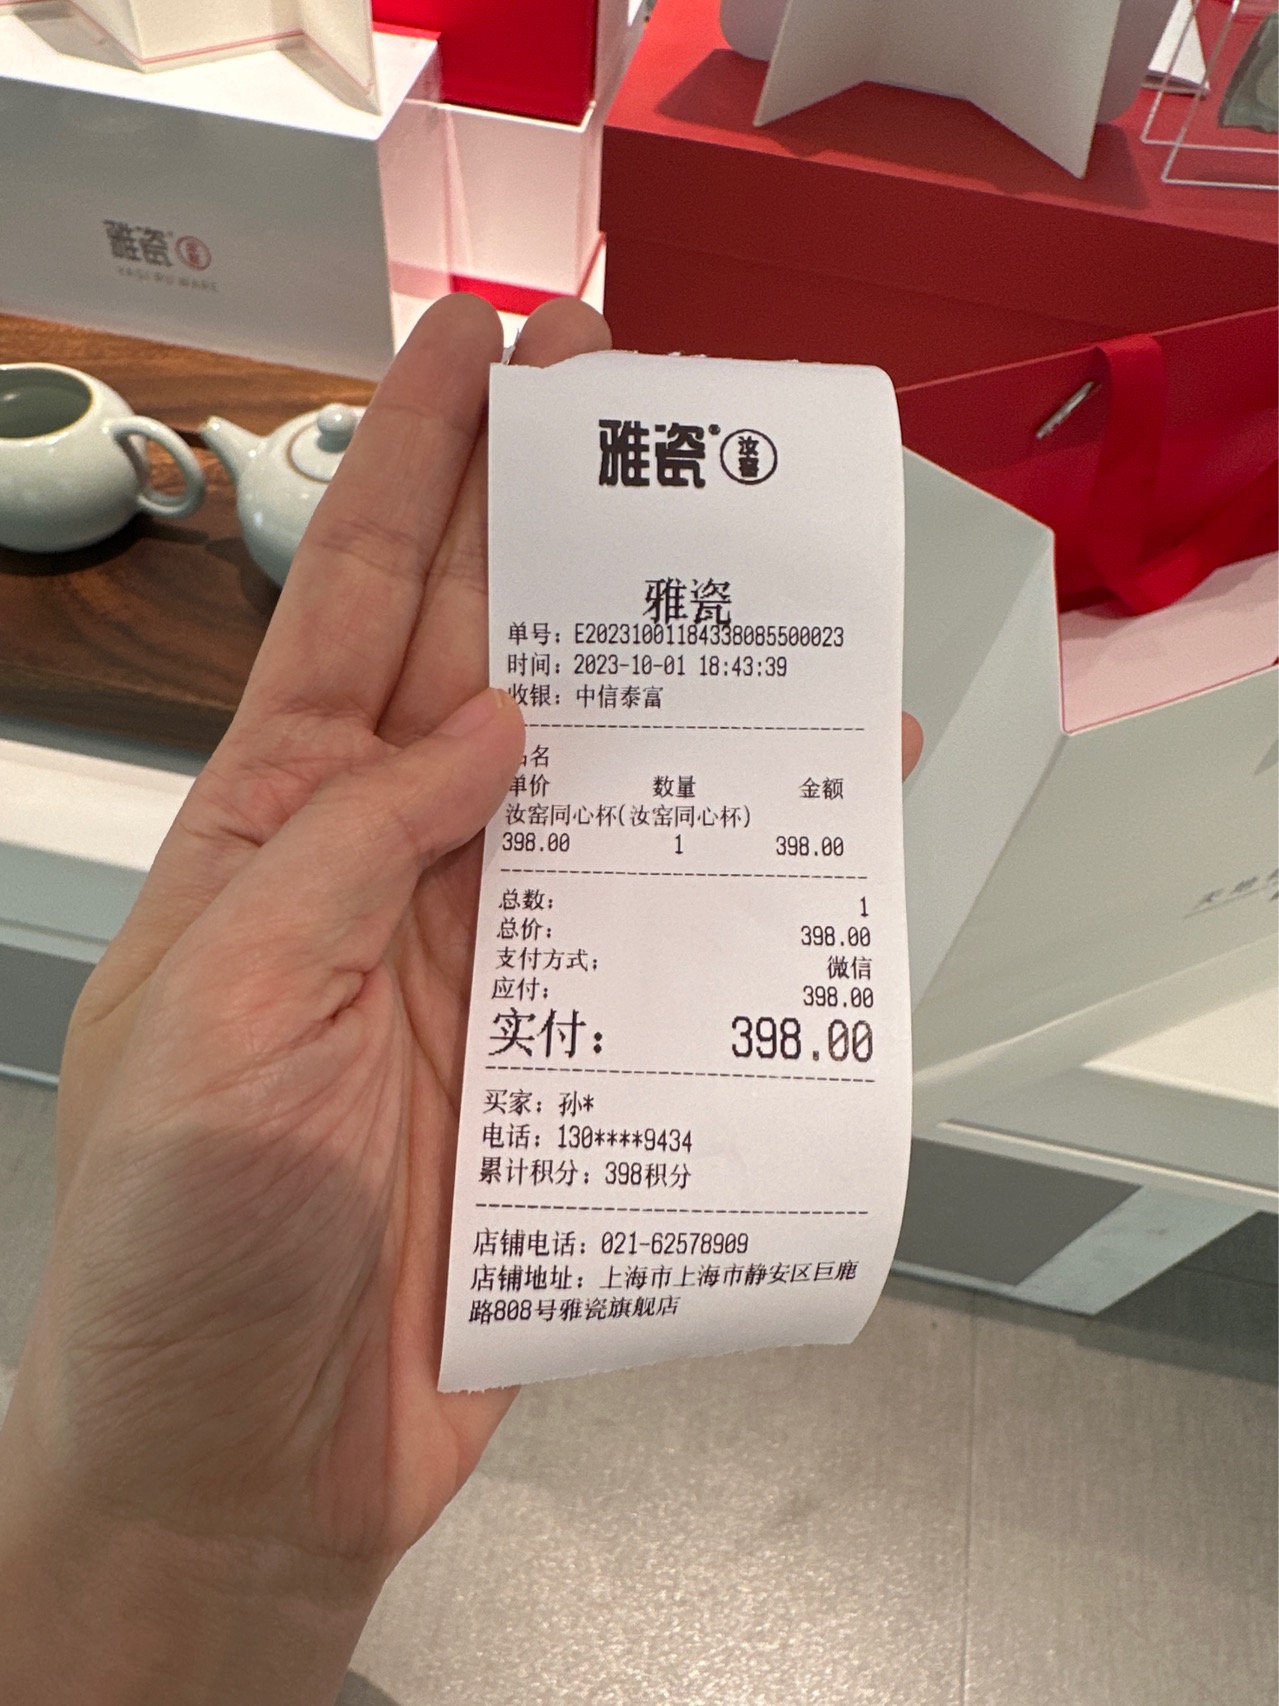 雅瓷
雅瓷® 汝窑
雅瓷
单号：E20231001184338085500023
时间：2023-10-01 18:43:39
收银：中信泰富
名
单价 数量 金额
汝窑同心杯(汝窑同心杯)
398.00 1 398.00
总数： 1
总价： 398.00
支付方式： 微信
应付： 398.00
实付： 398.00
买家：孙*
电话：130****9434
累计积分：398积分
店铺电话：021-62578909
店铺地址：上海市上海市静安区巨鹿
路808号雅瓷旗舰店